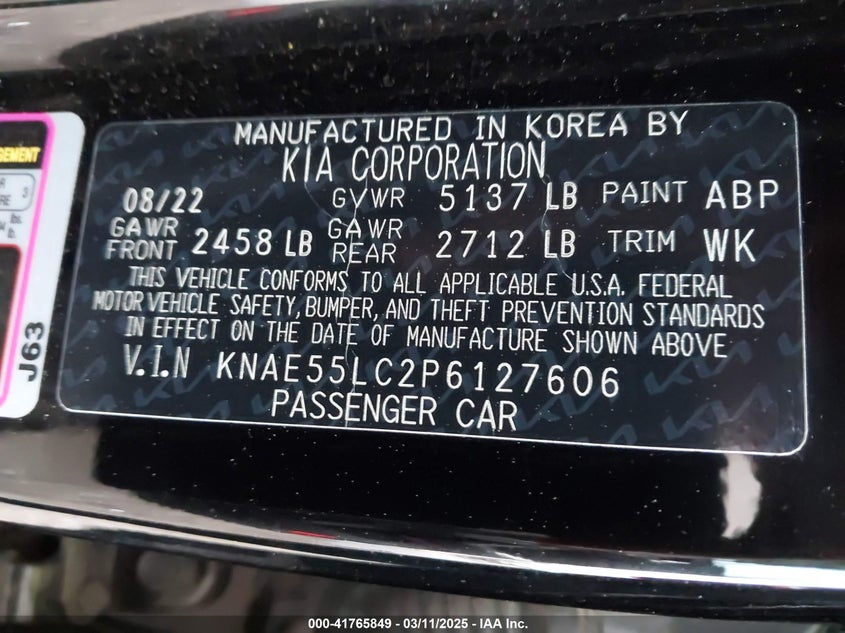 MANUFACTURED IN KOREA BY
KIA CORPORATION
08/22 GVWR 5137 LB PAINT ABP
GAWR FRONT 2458 LB GAWR REAR 2712 LB TRIM WK
THIS VEHICLE CONFORMS TO ALL APPLICABLE U.S.A. FEDERAL
MOTOR VEHICLE SAFETY, BUMPER, AND THEFT PREVENTION STANDARDS
IN EFFECT ON THE DATE OF MANUFACTURE SHOWN ABOVE
V.I.N KNAE55LC2P6127606
PASSENGER CAR
J63
000-41765849 - 03/11/2025 - IAA Inc.